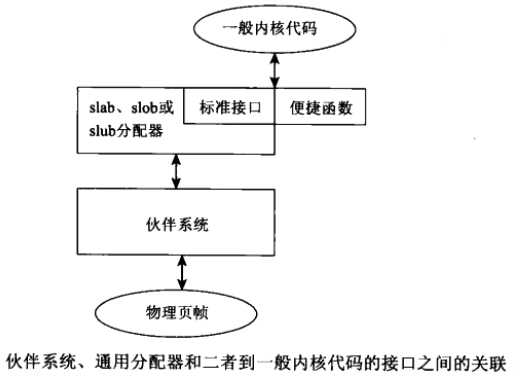 一般内核代码
slab、slob或
slub分配器
标准接口
便捷函数
伙伴系统
物理页帧
伙伴系统、通用分配器和二者到一般内核代码的接口之间的关联